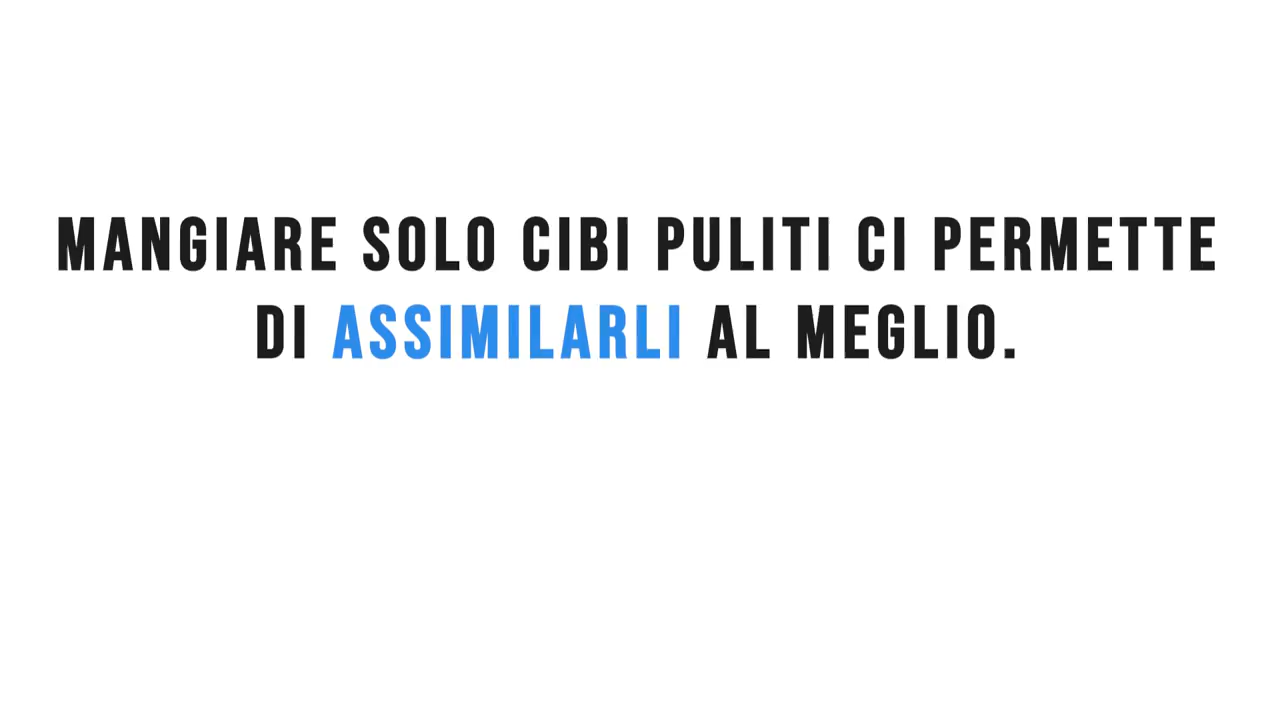 MANGIARE SOLO CIBI PULITI CI PERMETTE
DI ASSIMILARLI AL MEGLIO.